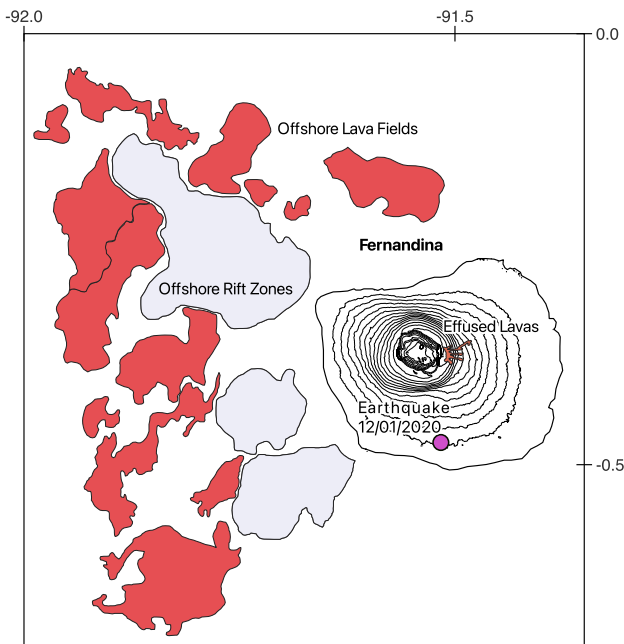 -92.0
-91.5
0.0
Offshore Lava Fields
Fernandina
Offshore Rift Zones
Effused Lavas
Earthquake
12/01/2020
-0.5